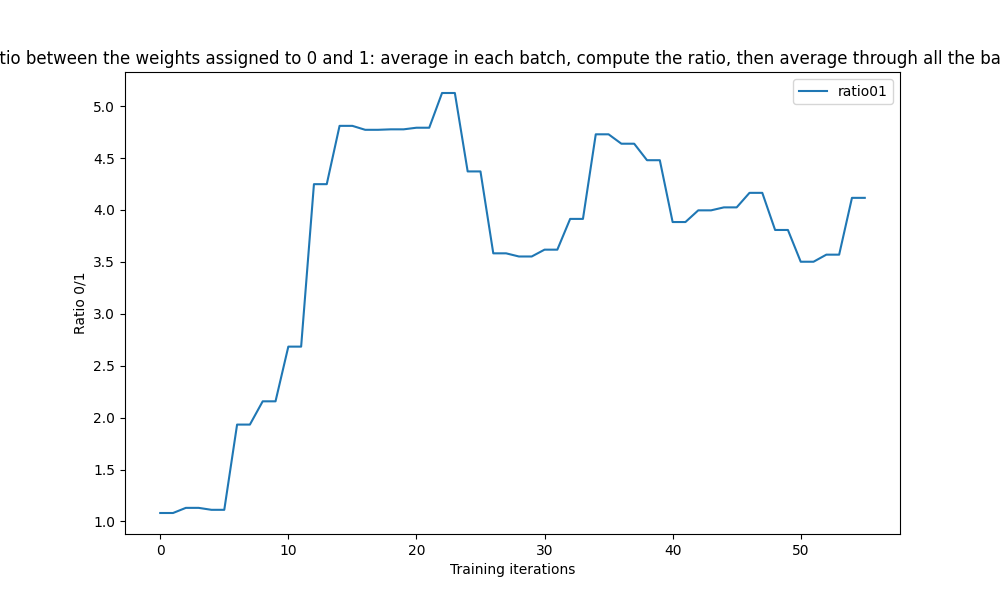 tio between the weights assigned to 0 and 1: average in each batch, compute the ratio, then average through all the ba
ratio01
5.0
4.5
4.0
3.5
3.0
2.5
2.0
1.5
1.0
Ratio 0/1
0 10 20 30 40 50
Training iterations